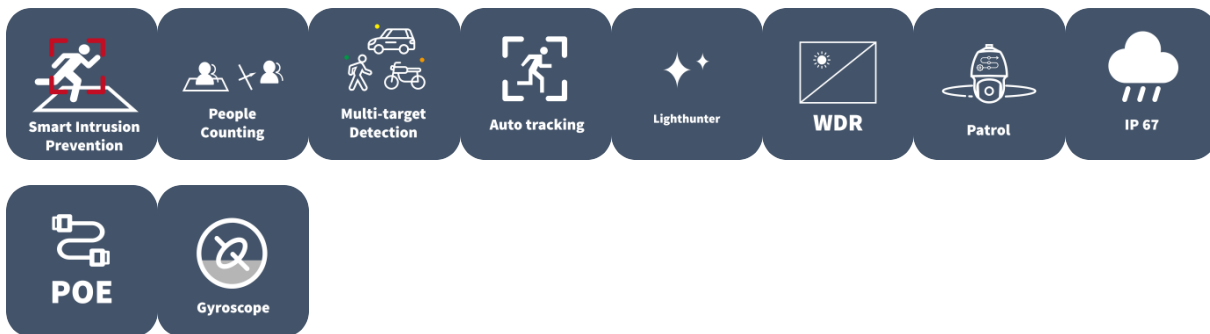 Smart Intrusion
Prevention
People
Counting
Multi-target
Detection
Auto tracking
Lighthunter
WDR
Patrol
IP 67
POE
Gyroscope